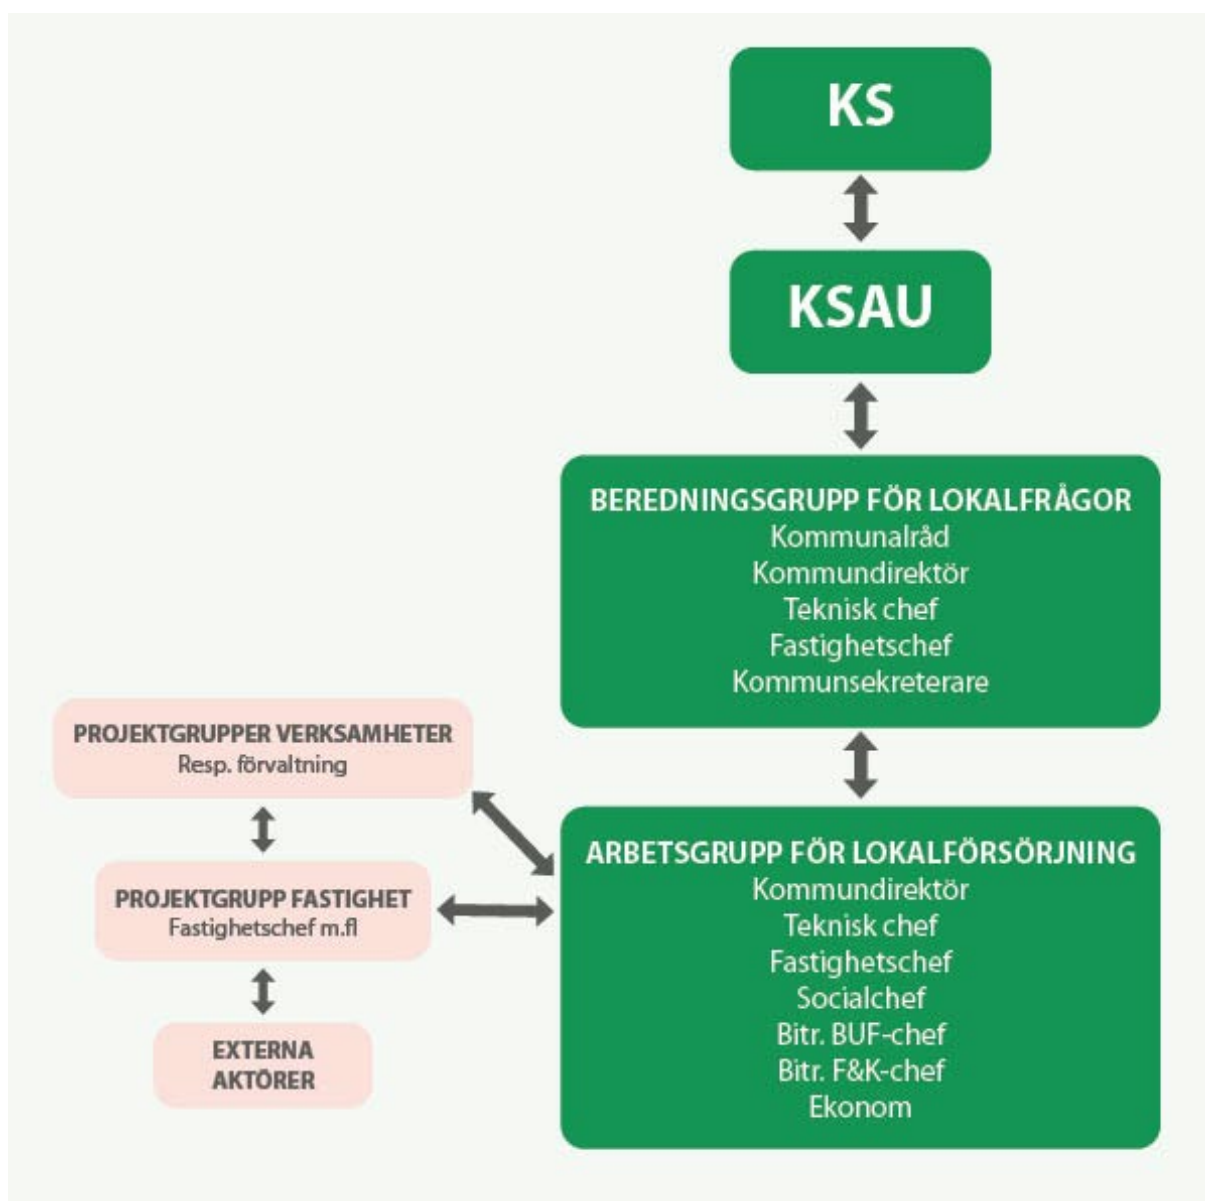 KS
KSAU
BEREDNINGSGRUPP FÖR LOKALFRÅGOR
Kommunalråd
Kommundirektör
Teknisk chef
Fastighetschef
Kommunsekreterare
PROJEKTGRUPPER VERKSAMHETER
Resp. förvaltning
PROJEKTGRUPP FASTIGHET
Fastighetschef m.fl
EXTERNA
AKTÖRER
ARBETSGRUPP FÖR LOKALFÖRSÖRJNING
Kommundirektör
Teknisk chef
Fastighetschef
Socialchef
Bitr. BUF-chef
Bitr. F&K-chef
Ekonom